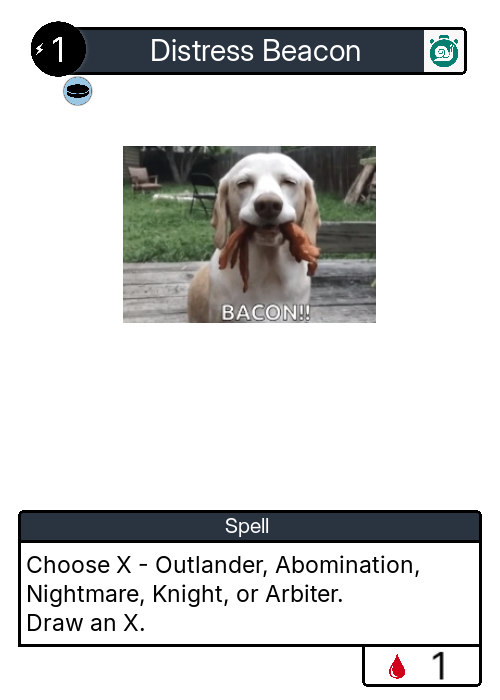 1
Distress Beacon
BACON!!
Spell
Choose X - Outlander, Abomination,
Nightmare, Knight, or Arbiter.
Draw an X.
1